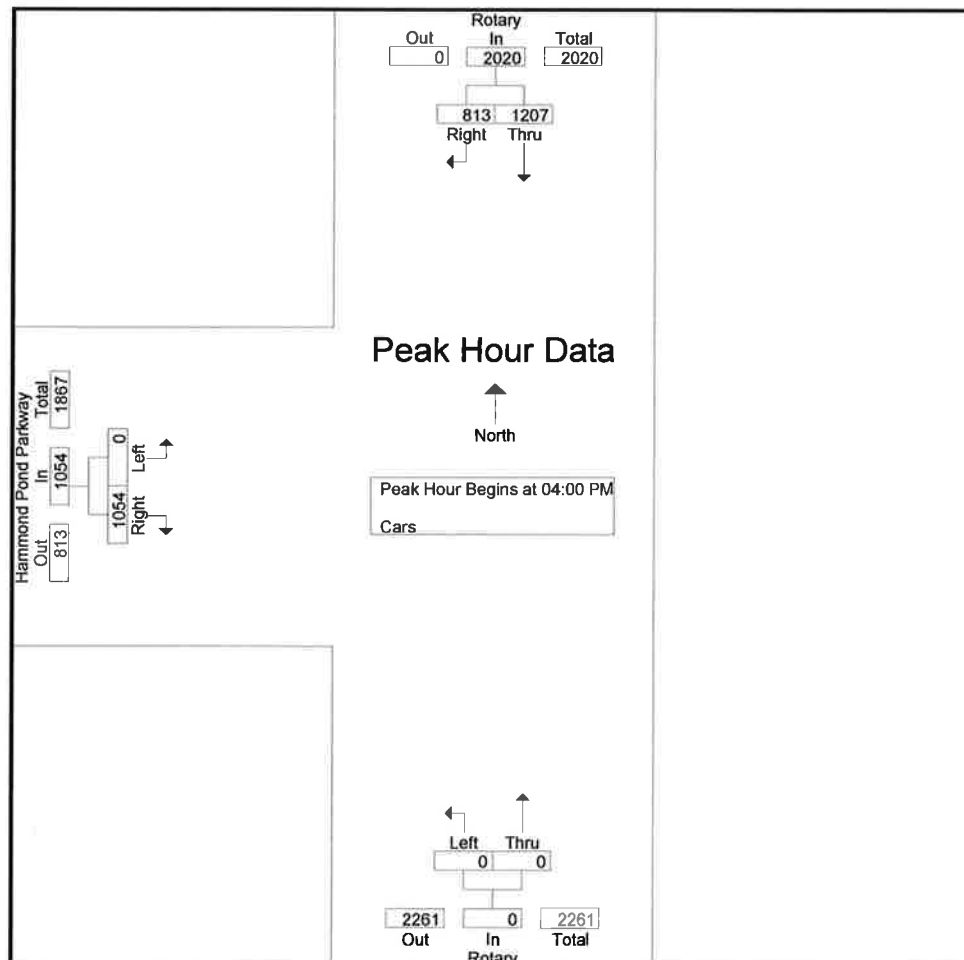 Rotary
Out In Total
0 2020 2020
813 1207
Right Thru
Peak Hour Data
North
Peak Hour Begins at 04:00 PM
Cars
Hammond Pond Parkway
Out In Total
813 1054 1867
Right Left
1054 0
Left Thru
0 0
2261 0 2261
Out In Total
Rotary